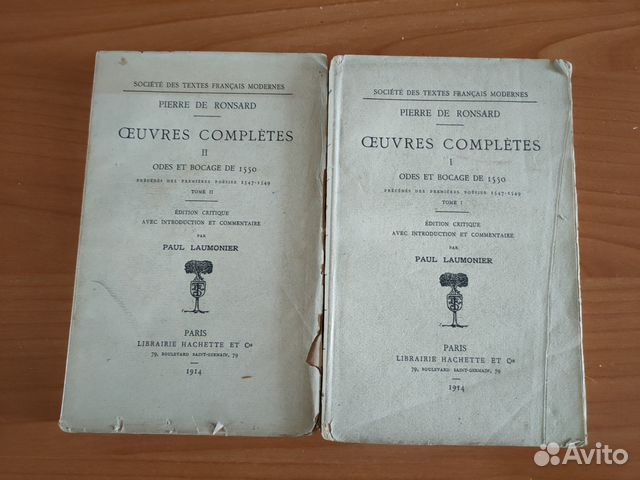 SOCIÉTÉ DES TEXTES FRANÇAIS MODERNES
PIERRE DE RONSARD
ŒUVRES COMPLÈTES
II
ODES ET BOCAGE DE 1550
PRÉCÉDÉS DES PREMIÈRES POÉSIES 1547-1549
TOME II
ÉDITION CRITIQUE
AVEC INTRODUCTION ET COMMENTAIRE
PAR
PAUL LAUMONIER
PARIS
LIBRAIRIE HACHETTE ET Cie
79, BOULEVARD SAINT-GERMAIN, 79
1914
SOCIÉTÉ DES TEXTES FRANÇAIS MODERNES
PIERRE DE RONSARD
ŒUVRES COMPLÈTES
I
ODES ET BOCAGE DE 1550
PRÉCÉDÉS DES PREMIÈRES POÉSIES 1547-1549
TOME I
ÉDITION CRITIQUE
AVEC INTRODUCTION ET COMMENTAIRE
PAR
PAUL LAUMONIER
PARIS
LIBRAIRIE HACHETTE ET Cie
79, BOULEVARD SAINT-GERMAIN, 79
1914
Avito